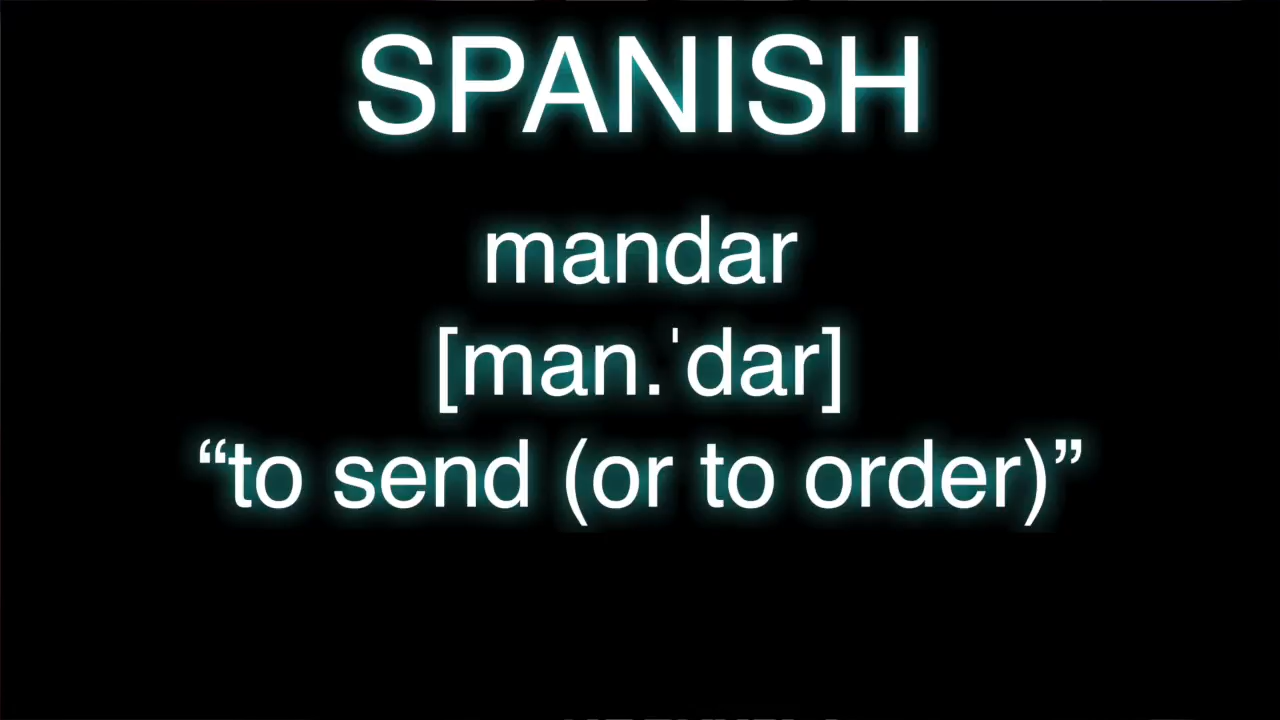 SPANISH
mandar
[man.ˈdar]
“to send (or to order)”